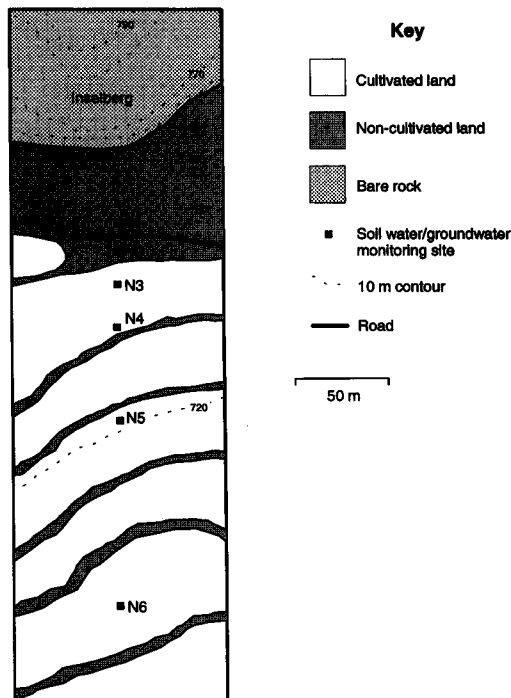 790
770
Inselberg
N3
N4
N5
720
N6
Key
Cultivated land
Non-cultivated land
Bare rock
Soil water/groundwater
monitoring site
10 m contour
Road
50 m